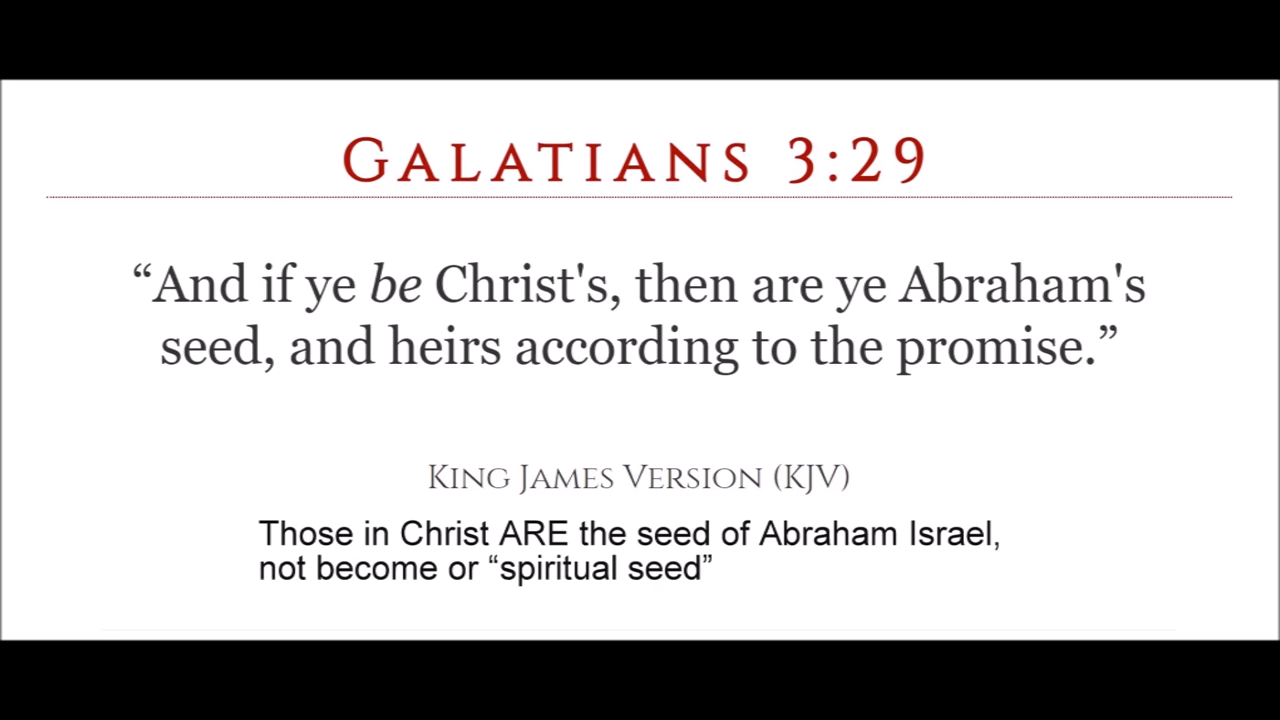 GALATIANS 3:29
“And if ye be Christ's, then are ye Abraham's
seed, and heirs according to the promise.”
KING JAMES VERSION (KJV)
Those in Christ ARE the seed of Abraham Israel,
not become or “spiritual seed”